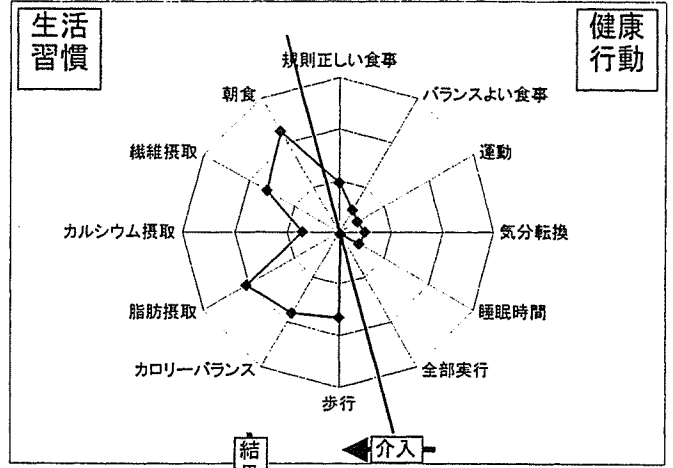 生活
習慣
健康
行動
規則正しい食事
朝食
バランスよい食事
繊維摂取
運動
カルシウム摂取
気分転換
脂肪摂取
睡眠時間
カロリーバランス
全部実行
歩行
結
介入